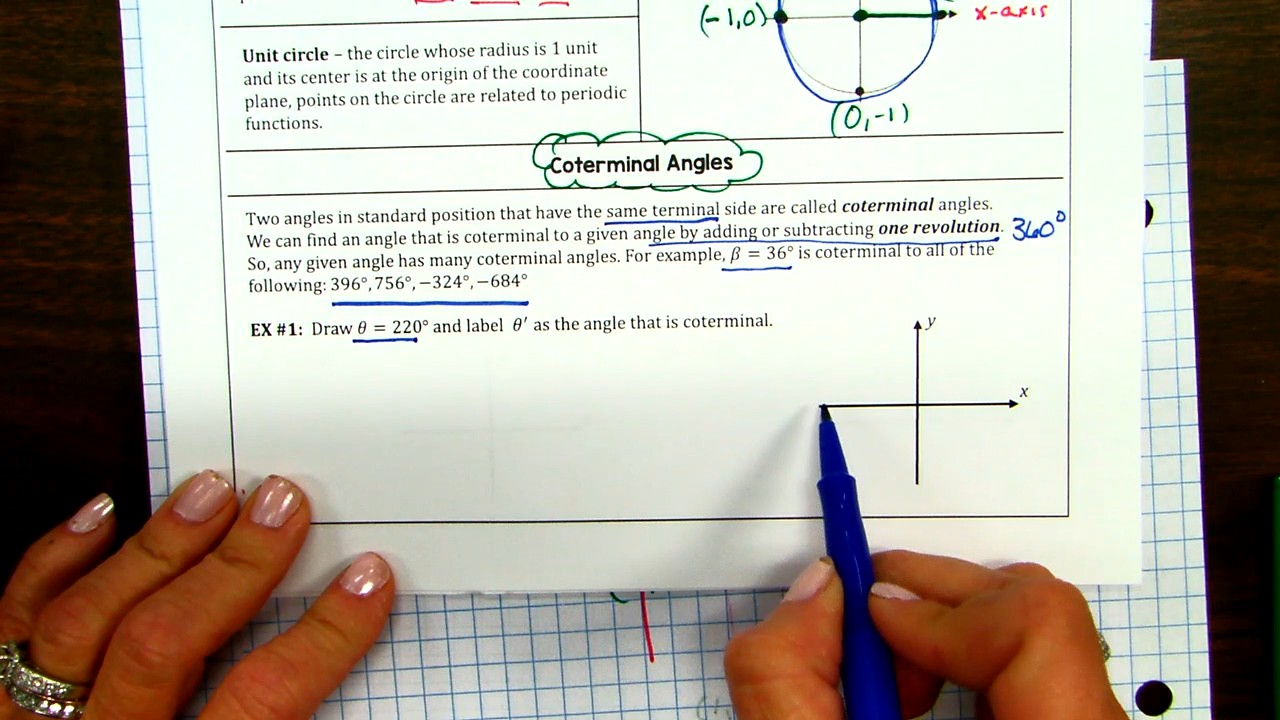 (-1,0)
x-axis
Unit circle – the circle whose radius is 1 unit
and its center is at the origin of the coordinate
plane, points on the circle are related to periodic
functions.
(0,-1)
Coterminal Angles
Two angles in standard position that have the same terminal side are called coterminal angles.
We can find an angle that is coterminal to a given angle by adding or subtracting one revolution. 360°
So, any given angle has many coterminal angles. For example, β = 36° is coterminal to all of the
following: 396°, 756°, −324°, −684°
EX #1: Draw θ = 220° and label θ′ as the angle that is coterminal.
y
x